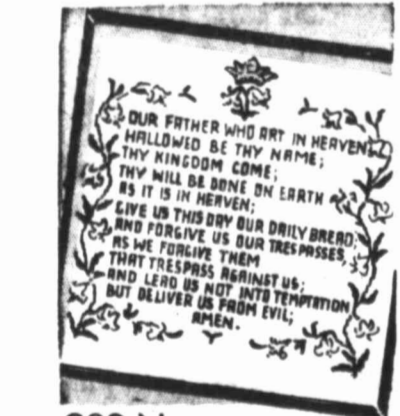 OUR FATHER WHO ART IN HEAVEN
HALLOWED BE THY NAME;
THY KINGDOM COME;
THY WILL BE DONE ON EARTH
AS IT IS IN HEAVEN;
GIVE US THIS DAY OUR DAILY BREAD;
AND FORGIVE US OUR TRESPASSES,
AS WE FORGIVE THEM
THAT TRESPASS AGAINST US;
AND LEAD US NOT INTO TEMPTATION
BUT DELIVER US FROM EVIL;
AMEN.